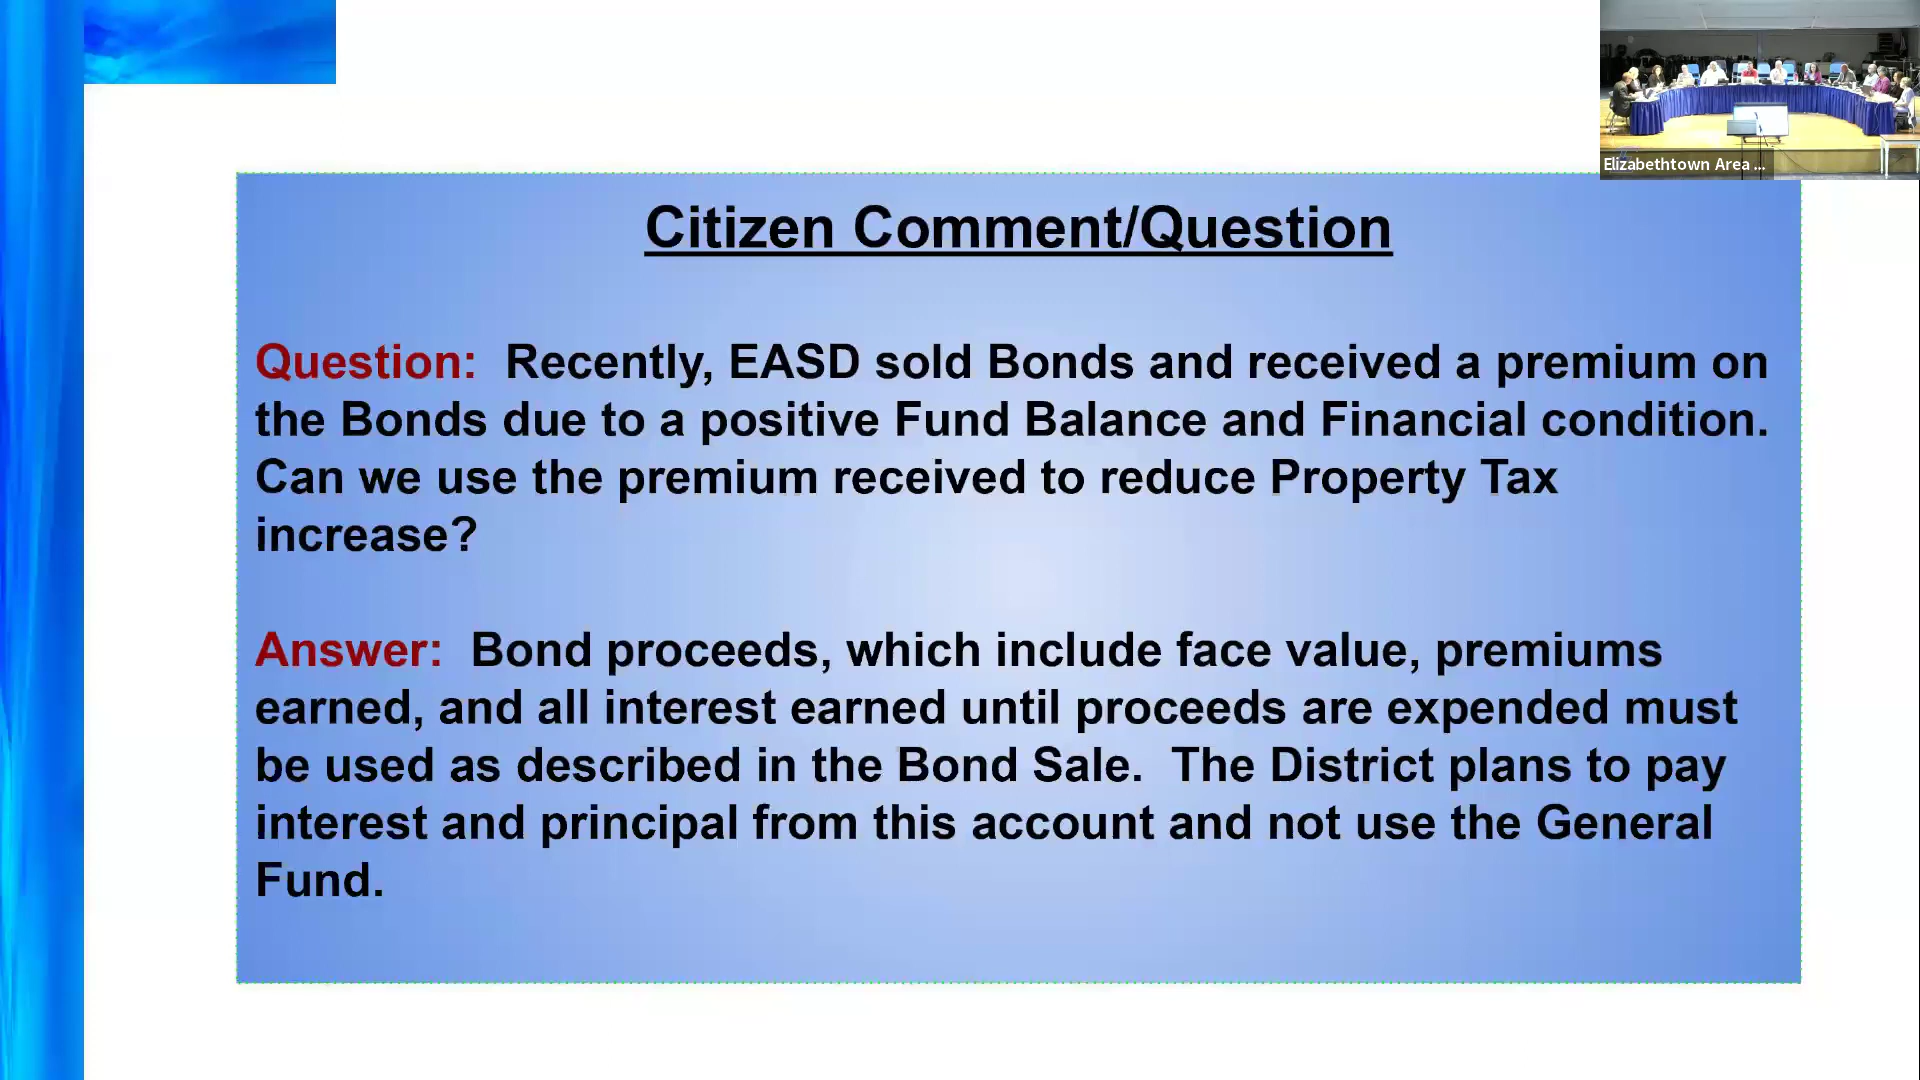 Elizabethtown Area ...
Citizen Comment/Question
Question: Recently, EASD sold Bonds and received a premium on
the Bonds due to a positive Fund Balance and Financial condition.
Can we use the premium received to reduce Property Tax
increase?
Answer: Bond proceeds, which include face value, premiums
earned, and all interest earned until proceeds are expended must
be used as described in the Bond Sale. The District plans to pay
interest and principal from this account and not use the General
Fund.